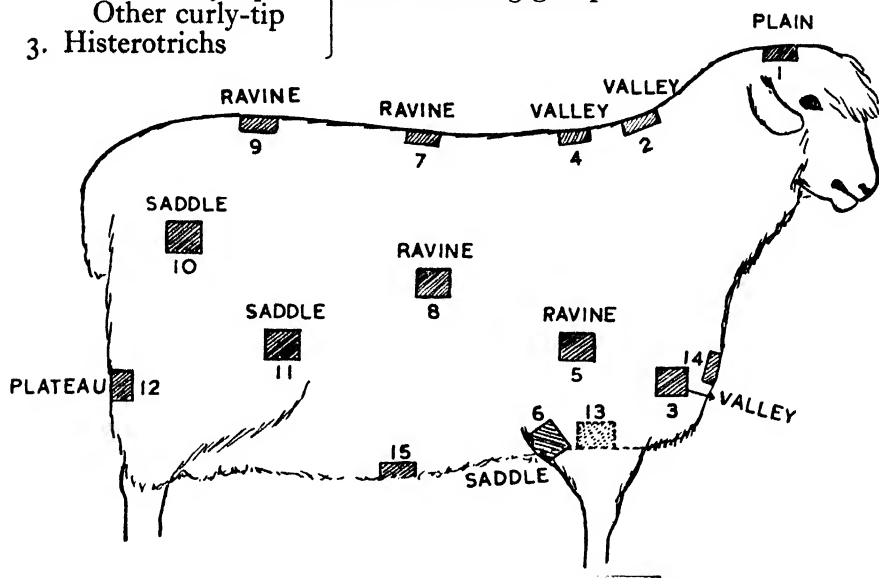 Other curly-tip
3. Histerotrichs
PLAIN
1
RAVINE
9
RAVINE
7
VALLEY
4
VALLEY
2
SADDLE
10
RAVINE
8
SADDLE
11
RAVINE
5
14
3
VALLEY
PLATEAU 12
6
13
15
SADDLE